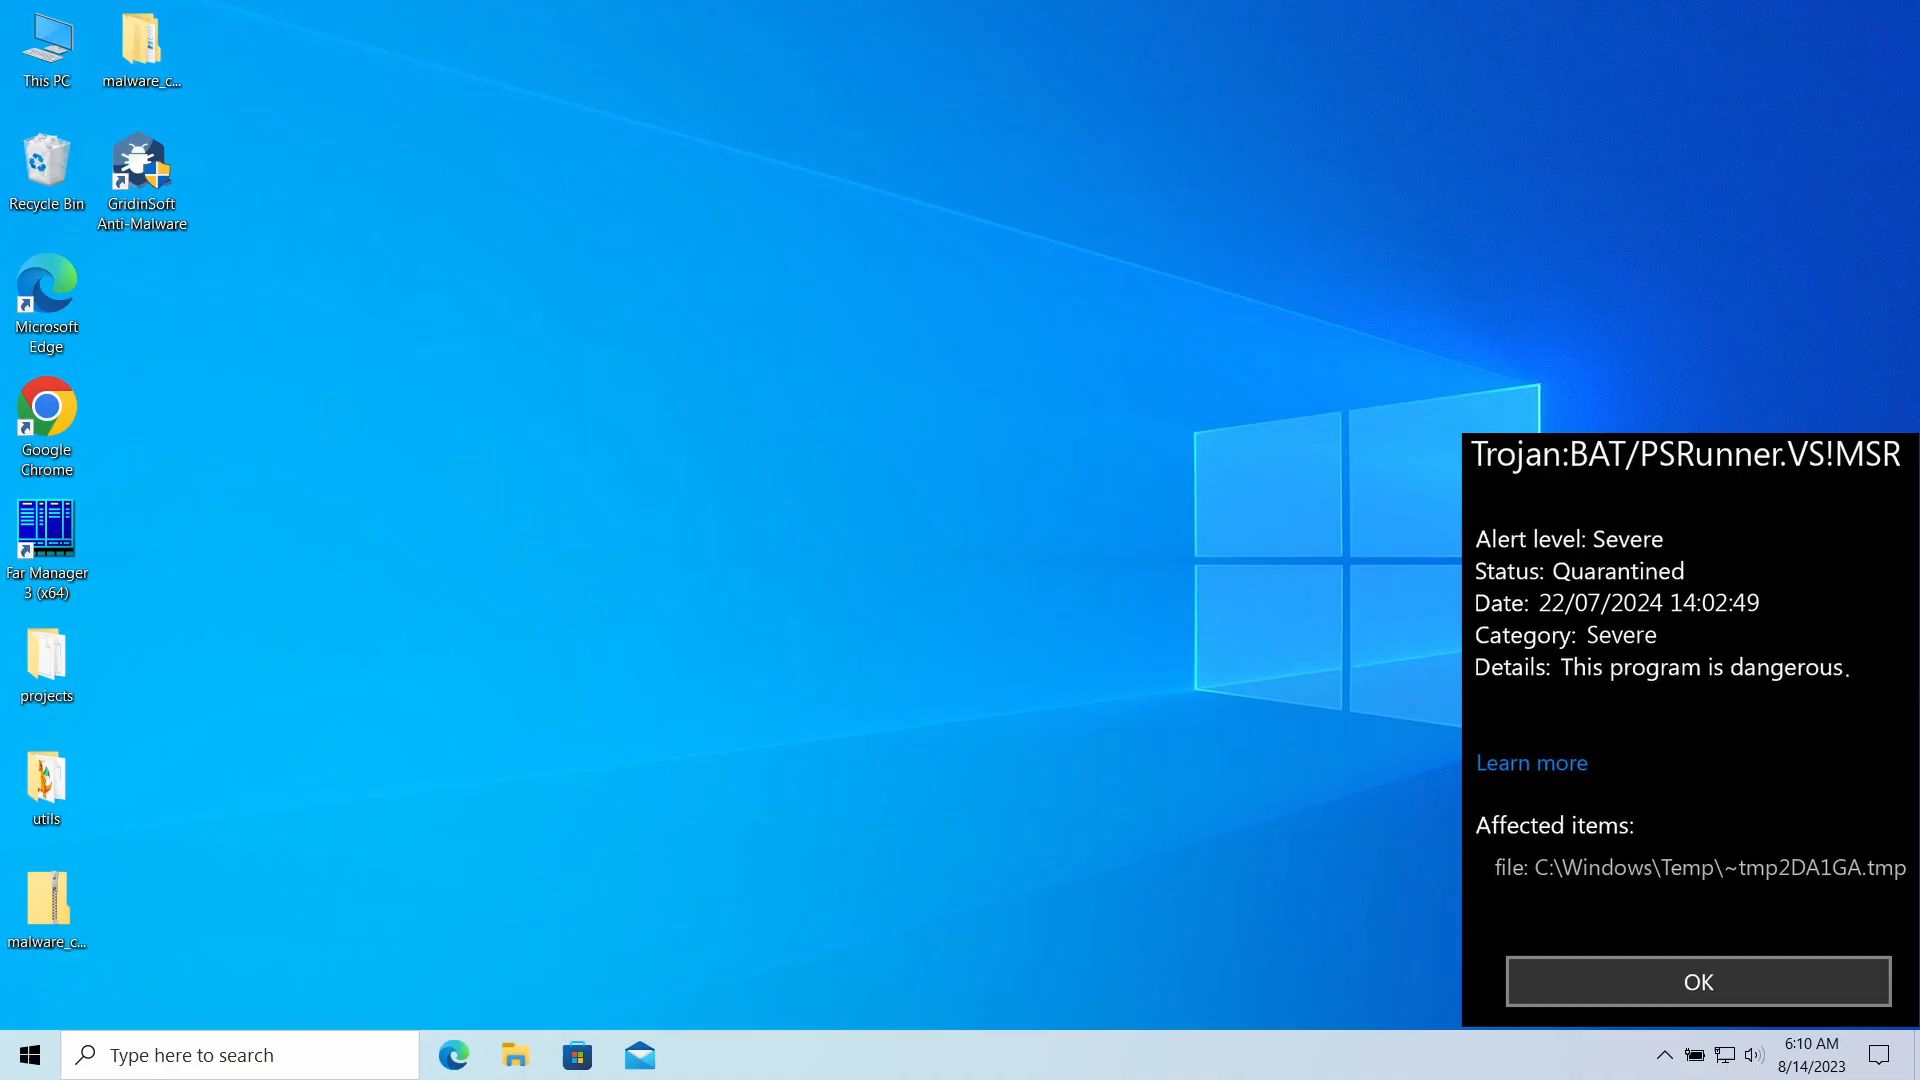 This PC
malware_c...
Recycle Bin
GridinSoft
Anti-Malware
Microsoft
Edge
Google
Chrome
Far Manager
3 (x64)
projects
utils
malware_c...
Trojan:BAT/PSRunner.VS!MSR
Alert level: Severe
Status: Quarantined
Date: 22/07/2024 14:02:49
Category: Severe
Details: This program is dangerous.
Learn more
Affected items:
file: C:\Windows\Temp\~tmp2DA1GA.tmp
OK
Type here to search
6:10 AM
8/14/2023